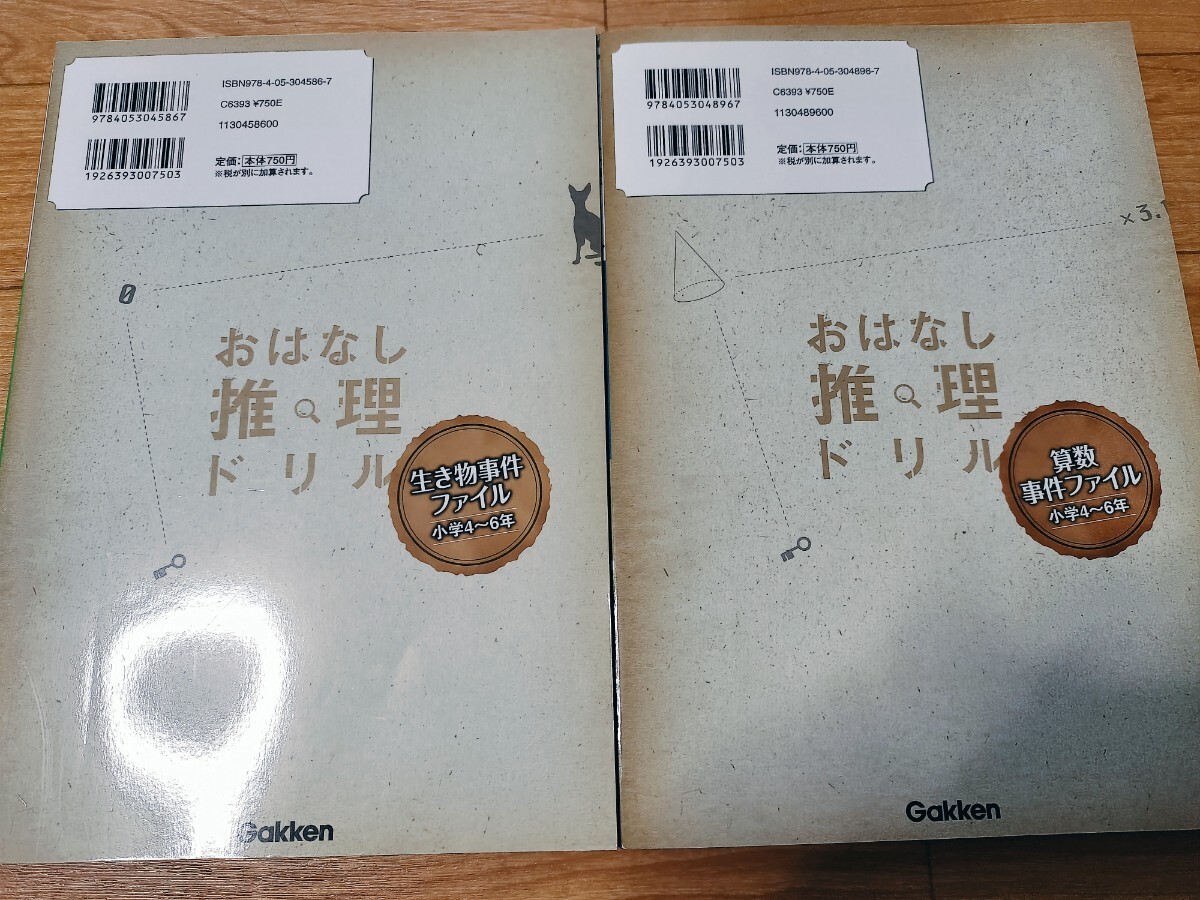 ISBN978-4-05-304586-7
9784053045867
C6393 ¥750E
1130458600
1926393007503
定価：本体750円
※税が別に加算されます。
おはなし
推理
ドリル
生き物事件
ファイル
小学4〜6年
Gakken
ISBN978-4-05-304896-7
9784053048967
C6393 ¥750E
1130489600
1926393007503
定価：本体750円
※税が別に加算されます。
×3.1
おはなし
推理
ドリル
算数
事件ファイル
小学4〜6年
Gakken